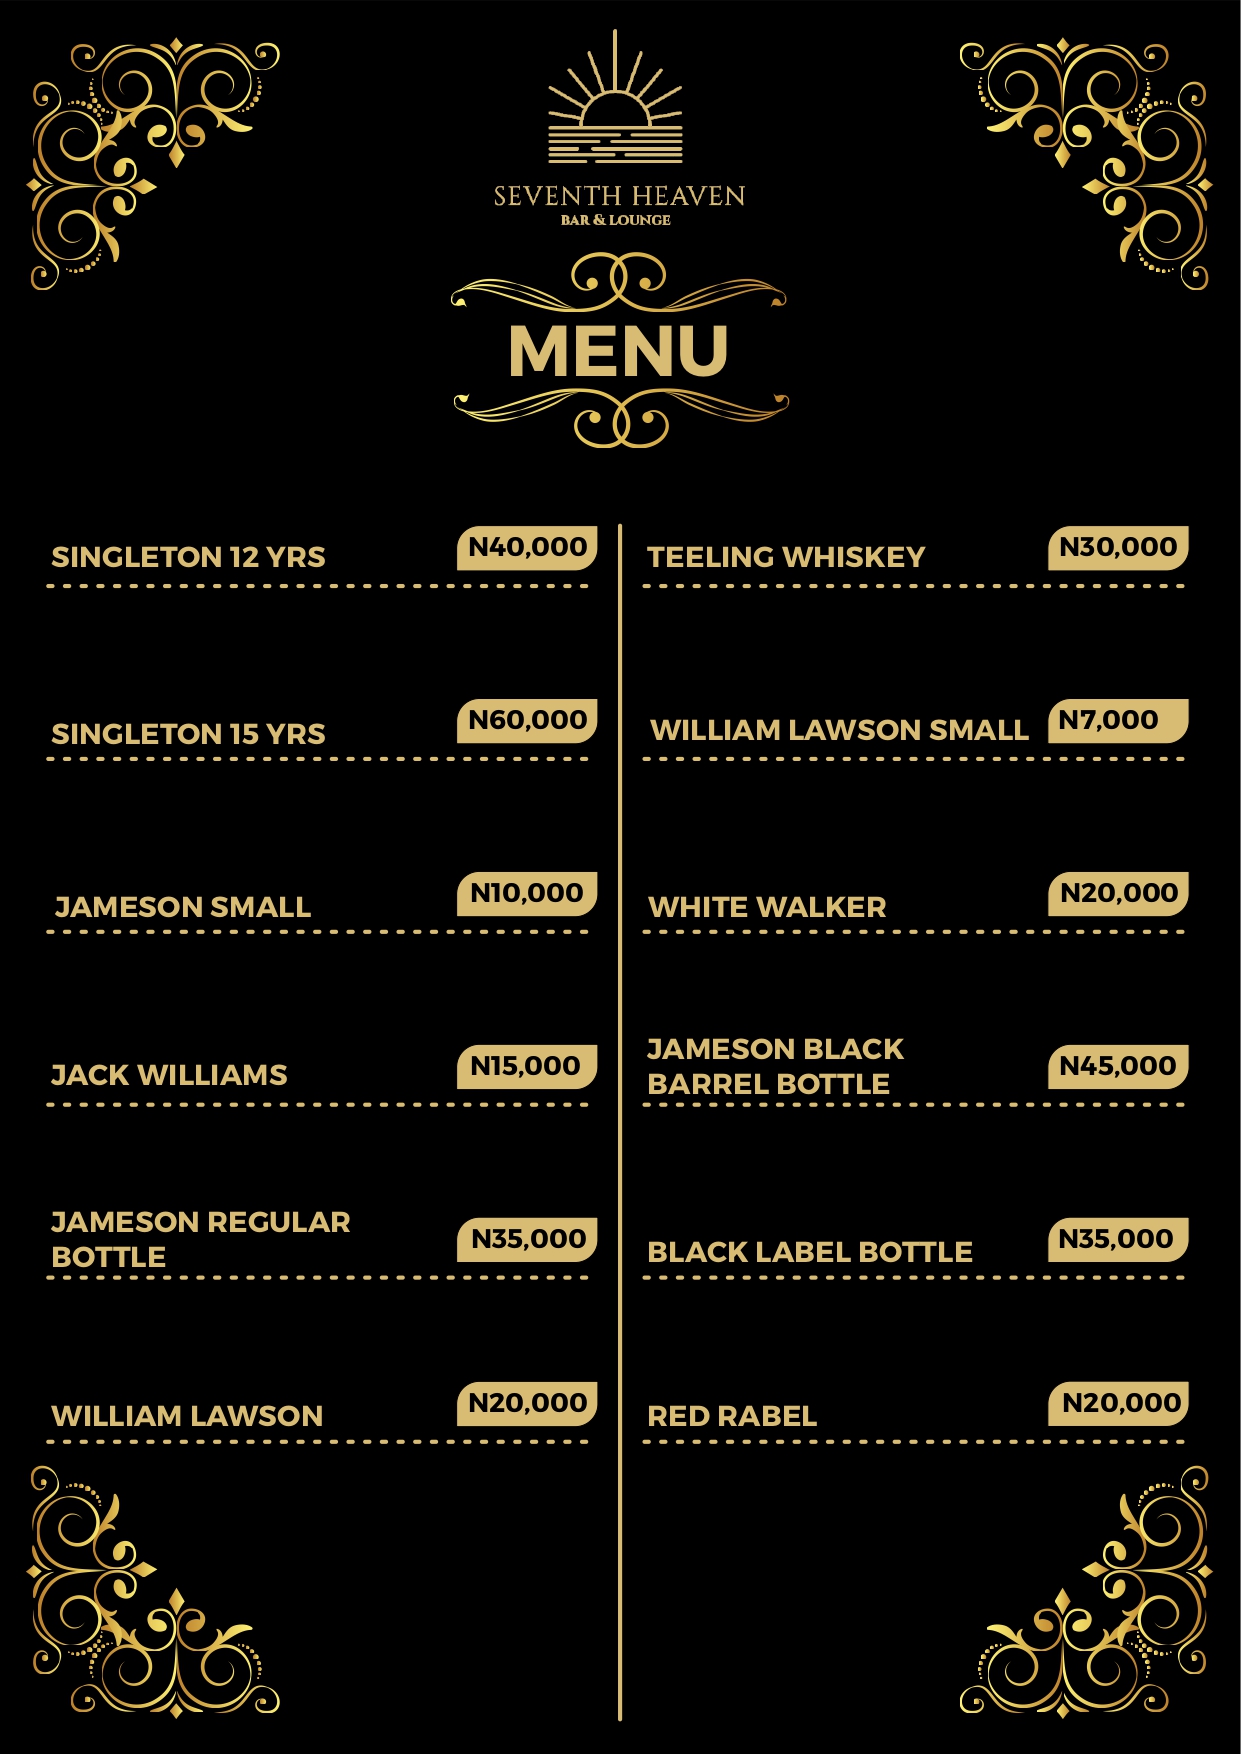 SEVENTH HEAVEN
BAR & LOUNGE
MENU
SINGLETON 12 YRS N40,000
SINGLETON 15 YRS N60,000
JAMESON SMALL N10,000
JACK WILLIAMS N15,000
JAMESON REGULAR
BOTTLE N35,000
WILLIAM LAWSON N20,000
TEELING WHISKEY N30,000
WILLIAM LAWSON SMALL N7,000
WHITE WALKER N20,000
JAMESON BLACK
BARREL BOTTLE N45,000
BLACK LABEL BOTTLE N35,000
RED RABEL N20,000